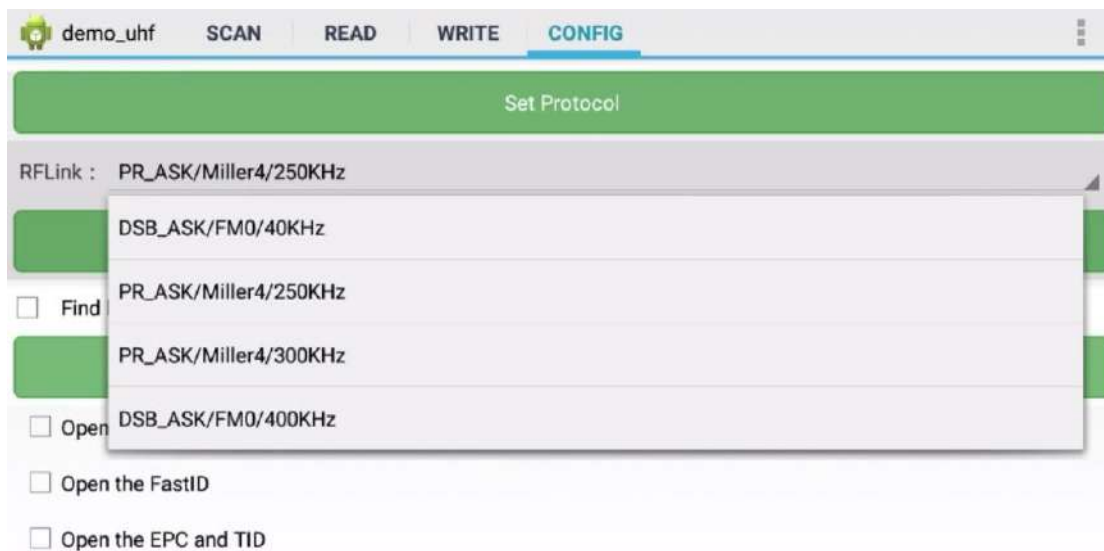 demo_uhf SCAN READ WRITE CONFIG
Set Protocol
RFLink : PR_ASK/Miller4/250KHz
DSB_ASK/FM0/40KHz
PR_ASK/Miller4/250KHz
Find
PR_ASK/Miller4/300KHz
DSB_ASK/FM0/400KHz
Open
Open the FastID
Open the EPC and TID